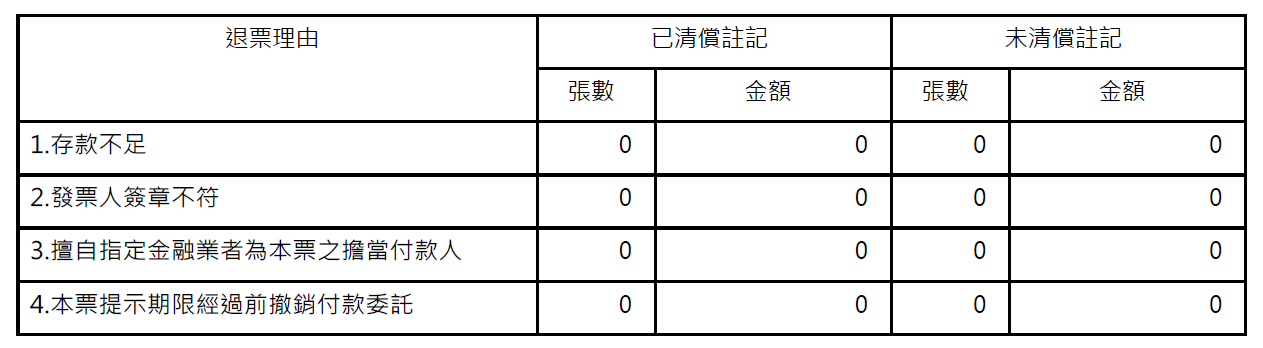 退票理由 已清償註記 未清償註記
張數 金額 張數 金額
1.存款不足 0 0 0 0
2.發票人簽章不符 0 0 0 0
3.擅自指定金融業者為本票之擔當付款人 0 0 0 0
4.本票提示期限經過前撤銷付款委託 0 0 0 0